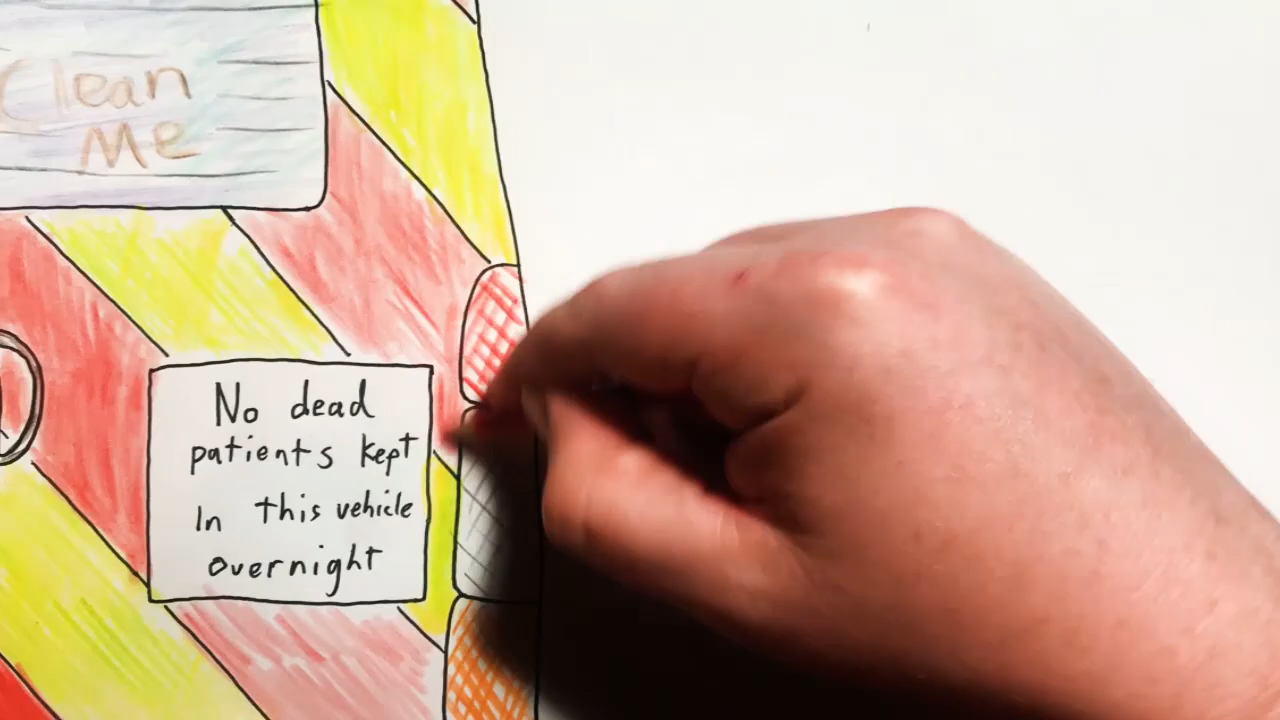 Clean
Me
No dead
patients kept
In this vehicle
overnight